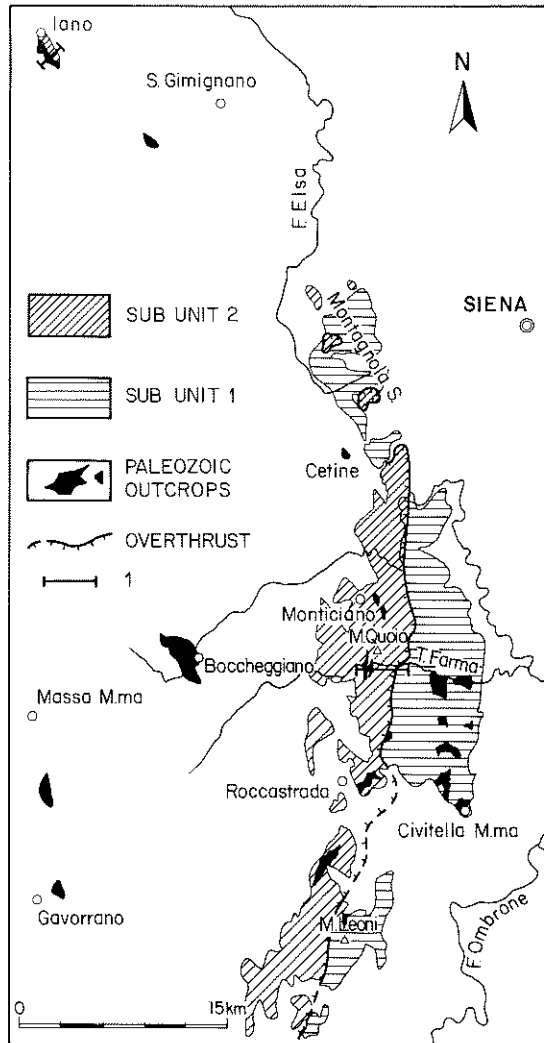 Iano
S. Gimignano
N
F. Elsa
SIENA
Montagnola S.
SUB UNIT 2
SUB UNIT 1
PALEOZOIC
OUTCROPS
OVERTHRUST
1
Cetine
Monticiano
M.Quoio
T. Farma
Boccheggiano
Massa M.ma
Roccastrada
Civitella M.ma
Gavorrano
M. Leoni
F. Ombrone
0
15km